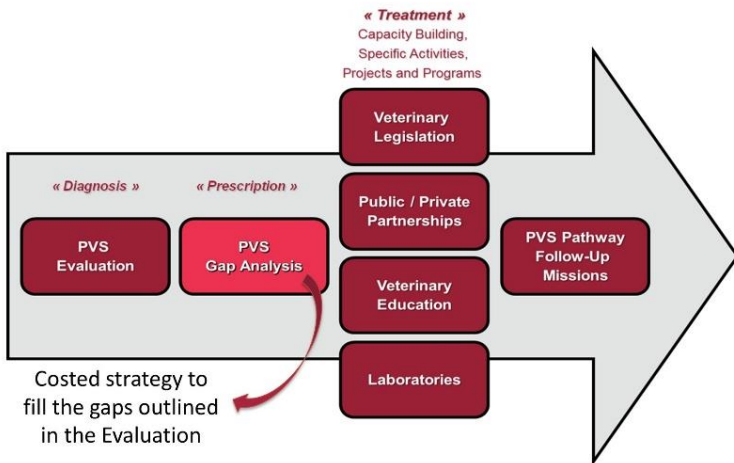 « Treatment »
Capacity Building,
Specific Activities,
Projects and Programs
« Diagnosis »
PVS
Evaluation
« Prescription »
PVS
Gap Analysis
Veterinary
Legislation
Public / Private
Partnerships
Veterinary
Education
Laboratories
PVS Pathway
Follow-Up
Missions
Costed strategy to
fill the gaps outlined
in the Evaluation